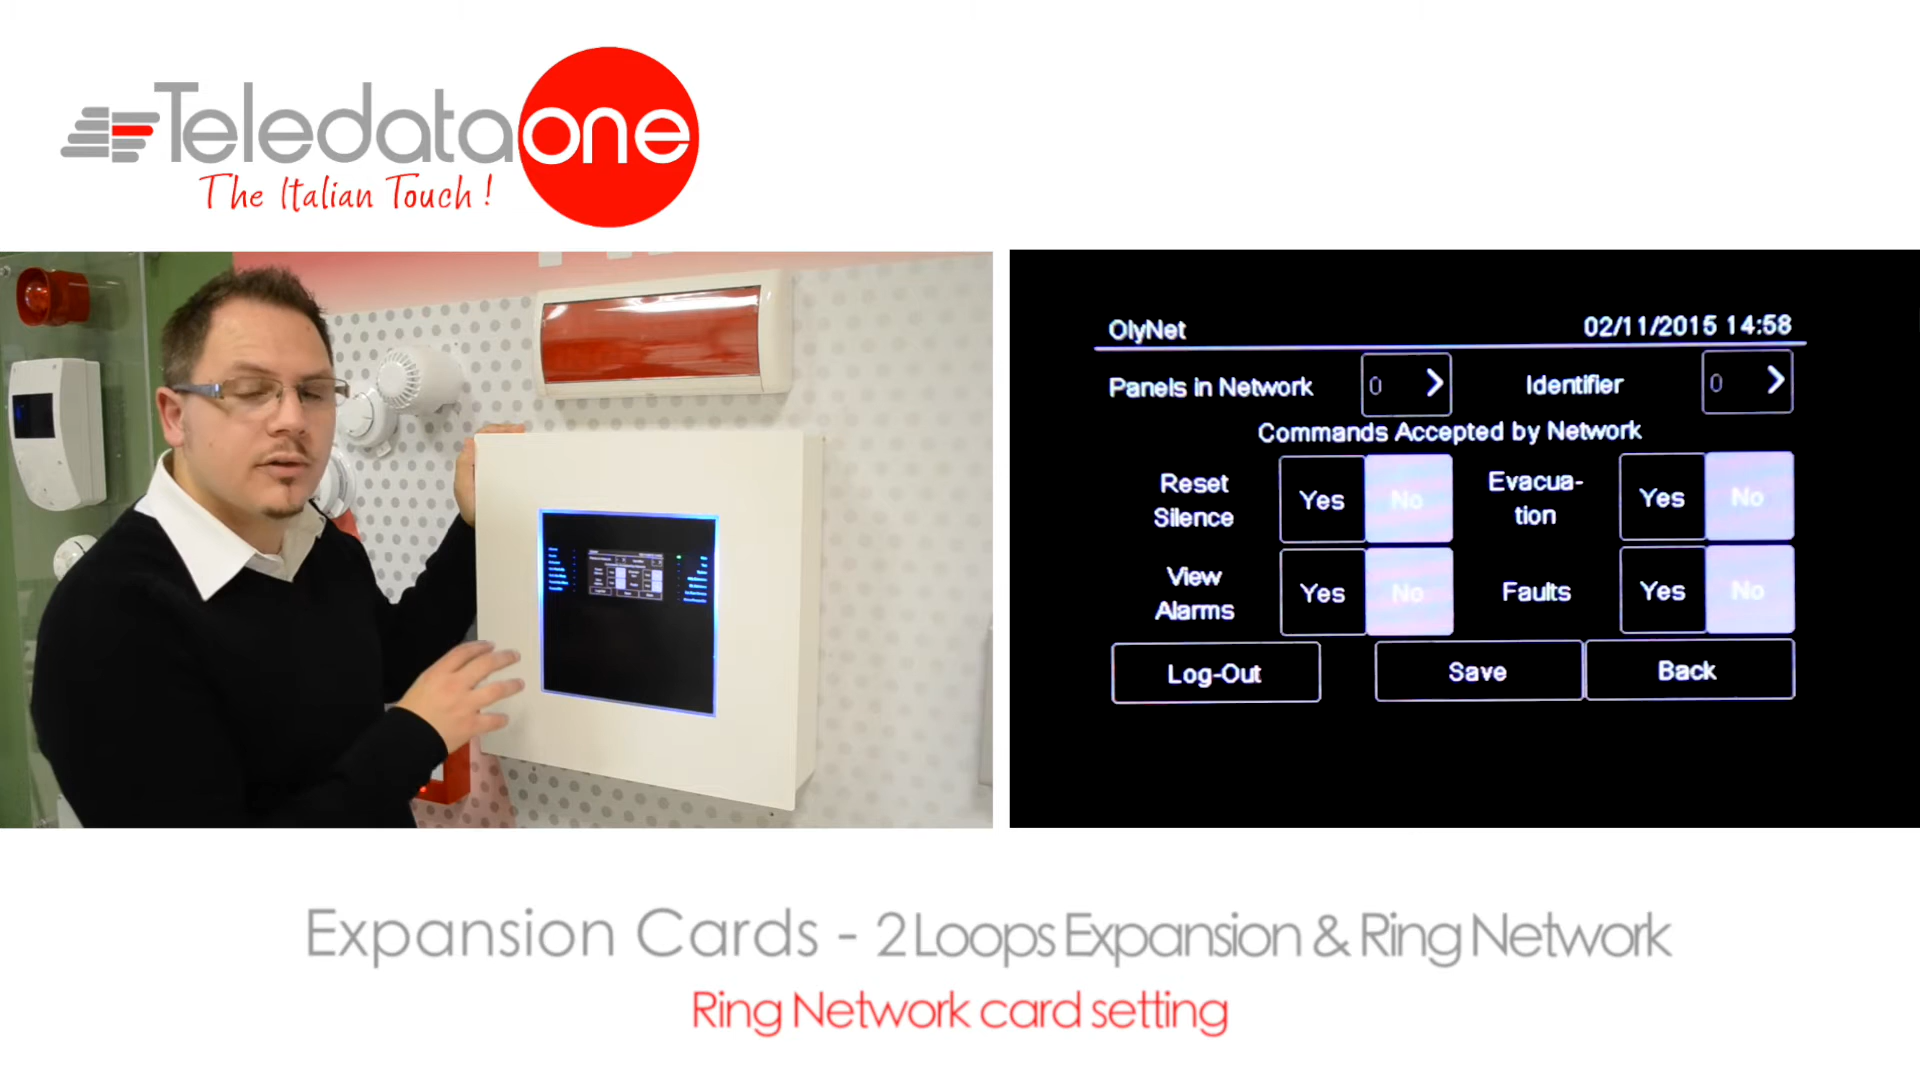 Teledata one
The Italian Touch!
OlyNet 02/11/2015 14:58
Panels in Network 0 > Identifier 0 >
Commands Accepted by Network
Reset Silence Yes No Evacua-tion Yes No
View Alarms Yes No Faults Yes No
Log-Out Save Back
Expansion Cards - 2 Loops Expansion & Ring Network
Ring Network card setting